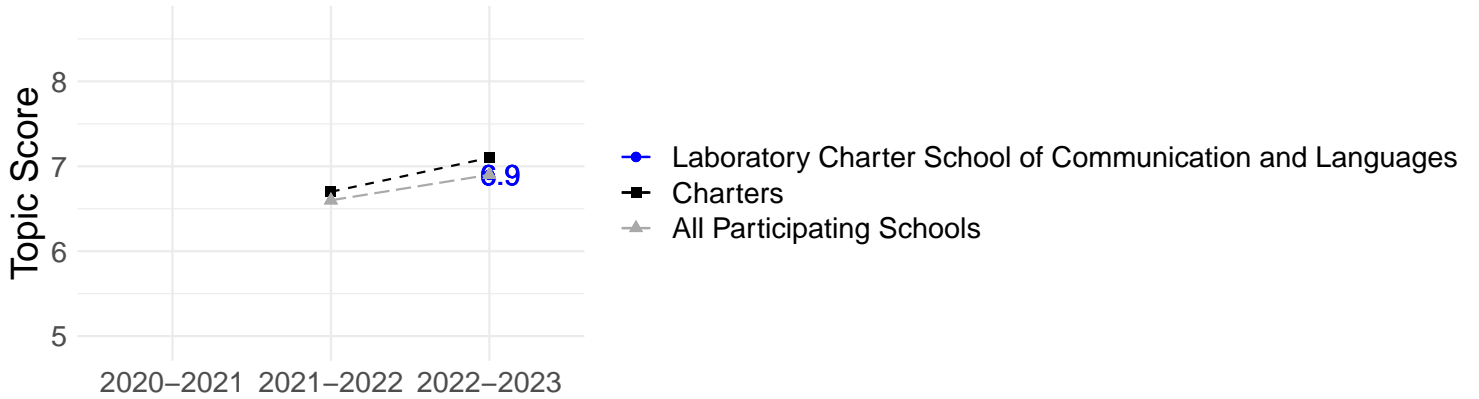 Topic Score
8
7
6
5
6.9
2020–2021 2021–2022 2022–2023
Laboratory Charter School of Communication and Languages
Charters
All Participating Schools